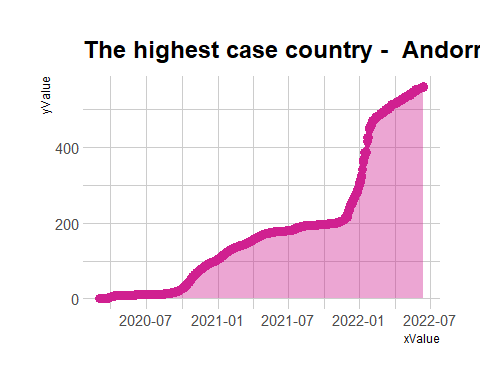 The highest case country -  Andorr
yValue
400
200
0
2020-07 2021-01 2021-07 2022-01 2022-07
xValue